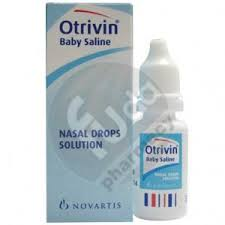 Otrivin
Baby Saline
NASAL DROPS
SOLUTION
NOVARTIS
Otrivin
Baby Saline